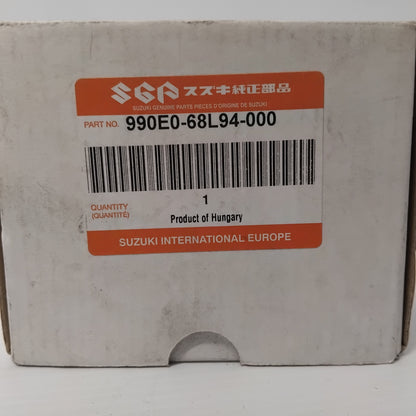 SGP スズキ純正部品
SUZUKI GENUINE PARTS PIECES D'ORIGINE DE SUZUKI
PART NO. 990E0-68L94-000
QUANTITY
(QUANTITÉ)
1
Product of Hungary
SUZUKI INTERNATIONAL EUROPE